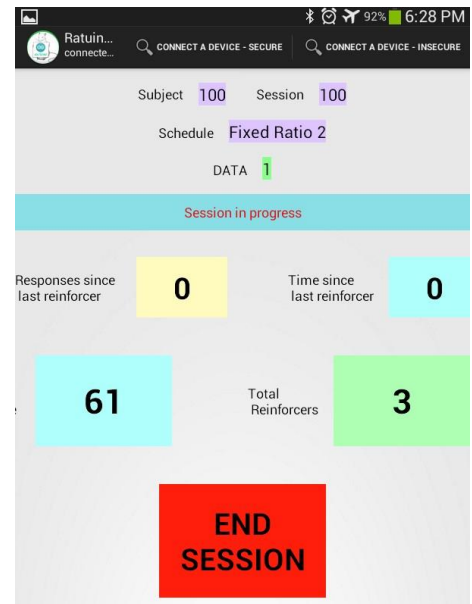 92% 6:28 PM
Ratuin... CONNECT A DEVICE - SECURE CONNECT A DEVICE - INSECURE
connecte...
Subject 100 Session 100
Schedule Fixed Ratio 2
DATA 1
Session in progress
Responses since
last reinforcer
0
Time since
last reinforcer
0
61
Total
Reinforcers
3
END
SESSION